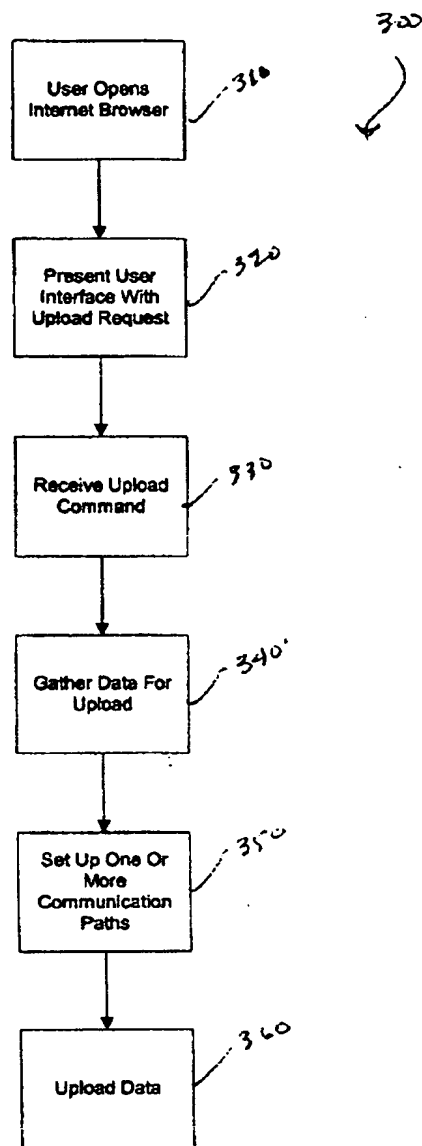 300
User Opens
Internet Browser
310
Present User
Interface With
Upload Request
320
Receive Upload
Command
330
Gather Data For
Upload
340
Set Up One Or
More
Communication
Paths
350
Upload Data
360